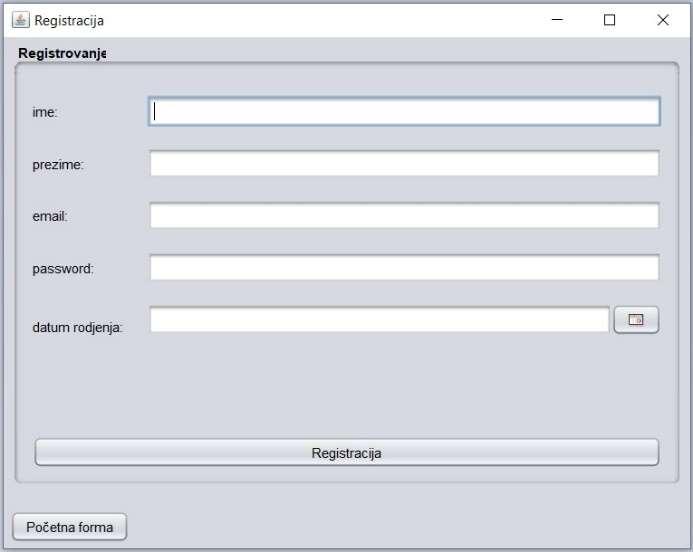 Registracija
Registrovanje
ime:
prezime:
email:
password:
datum rodjenja:
Registracija
Početna forma